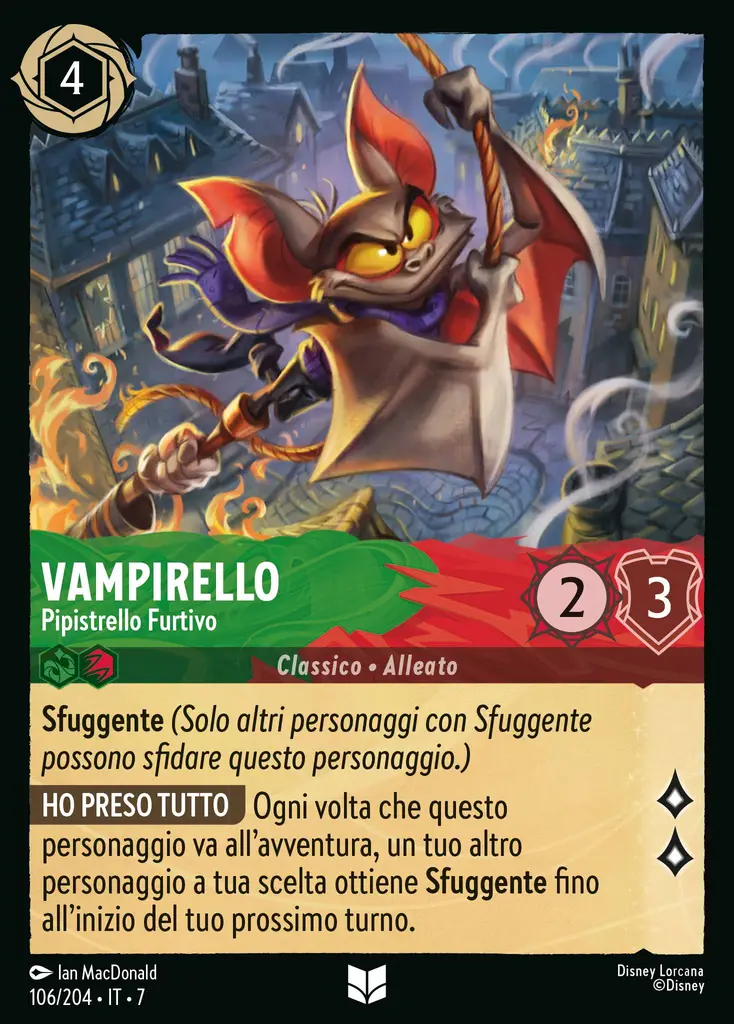 4
VAMPIRELLO
Pipistrello Furtivo
2
3
Classico • Alleato
Sfuggente (Solo altri personaggi con Sfuggente
possono sfidare questo personaggio.)
HO PRESO TUTTO Ogni volta che questo
personaggio va all'avventura, un tuo altro
personaggio a tua scelta ottiene Sfuggente fino
all'inizio del tuo prossimo turno.
Ian MacDonald
106/204 • IT • 7
Disney Lorcana
©Disney